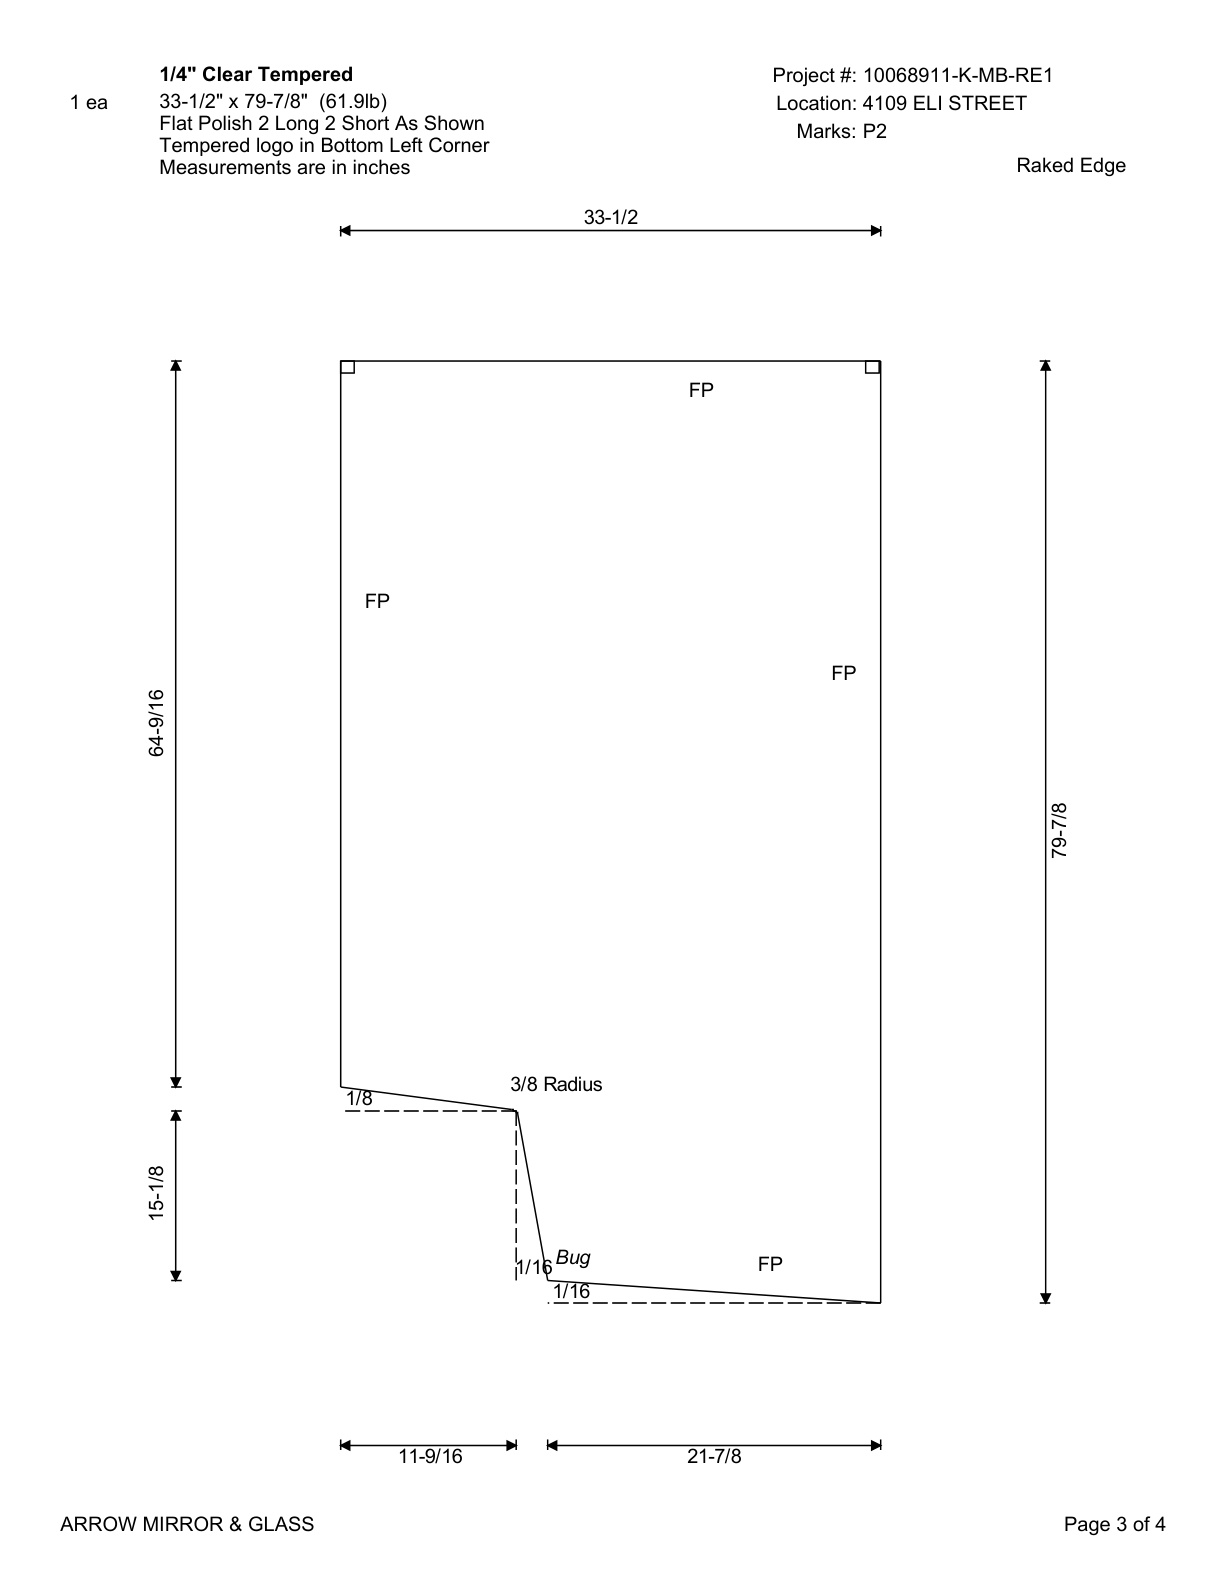 1/4" Clear Tempered
1 ea
33-1/2" x 79-7/8" (61.9lb)
Flat Polish 2 Long 2 Short As Shown
Tempered logo in Bottom Left Corner
Measurements are in inches
Project #: 10068911-K-MB-RE1
Location: 4109 ELI STREET
Marks: P2
Raked Edge
33-1/2
FP
FP
FP
64-9/16
79-7/8
3/8 Radius
1/8
15-1/8
1/16
Bug
FP
1/16
11-9/16
21-7/8
ARROW MIRROR & GLASS
Page 3 of 4